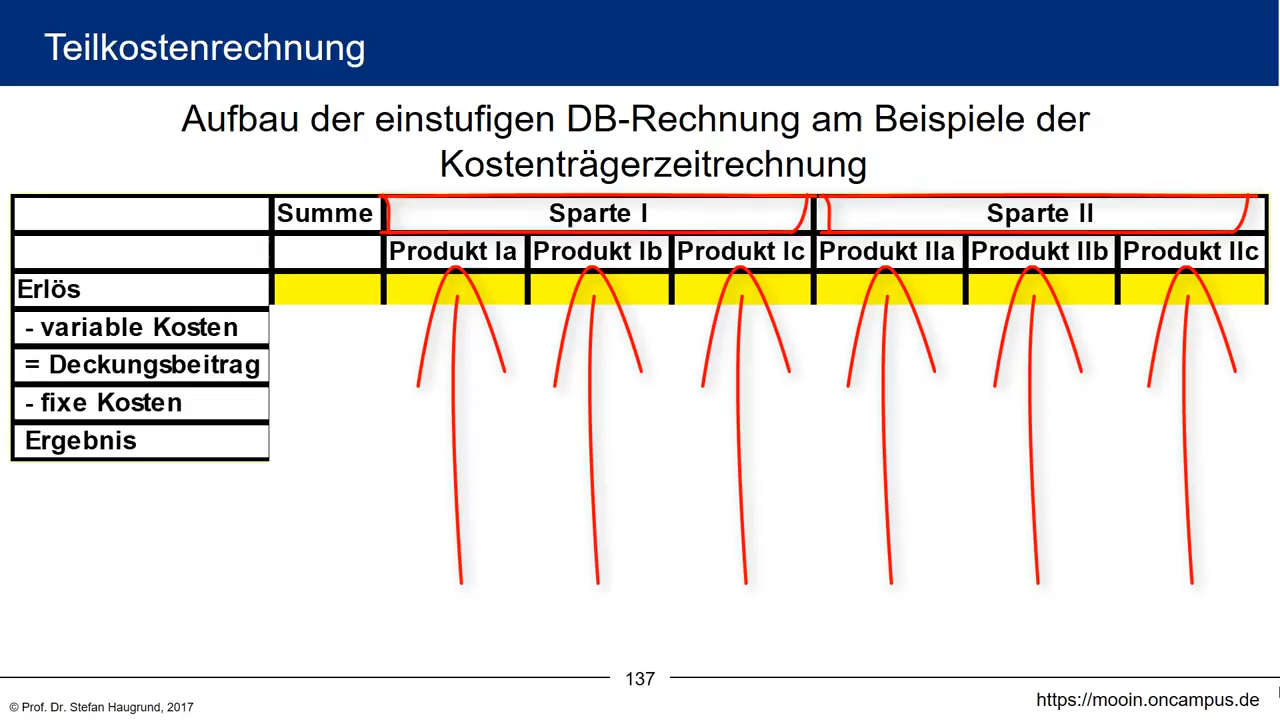 Teilkostenrechnung
Aufbau der einstufigen DB-Rechnung am Beispiele der
Kostenträgerzeitrechnung
Summe Sparte I Sparte II
Produkt Ia Produkt Ib Produkt Ic Produkt IIa Produkt IIb Produkt IIc
Erlös
- variable Kosten
= Deckungsbeitrag
- fixe Kosten
Ergebnis
137
© Prof. Dr. Stefan Haugrund, 2017
https://mooin.oncampus.de